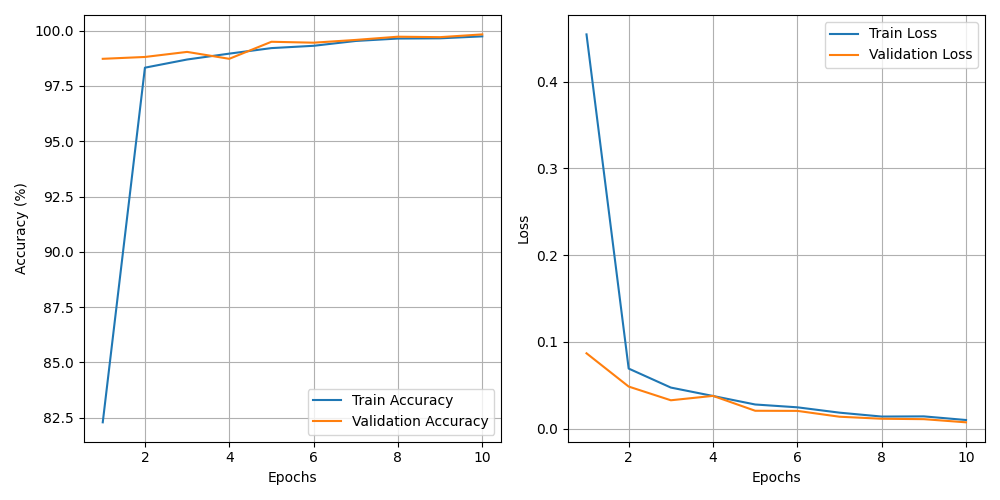 100.0
97.5
95.0
92.5
90.0
87.5
85.0
82.5
Accuracy (%)
2 4 6 8 10
Epochs
Train Accuracy
Validation Accuracy
0.4
0.3
0.2
0.1
0.0
Loss
2 4 6 8 10
Epochs
Train Loss
Validation Loss